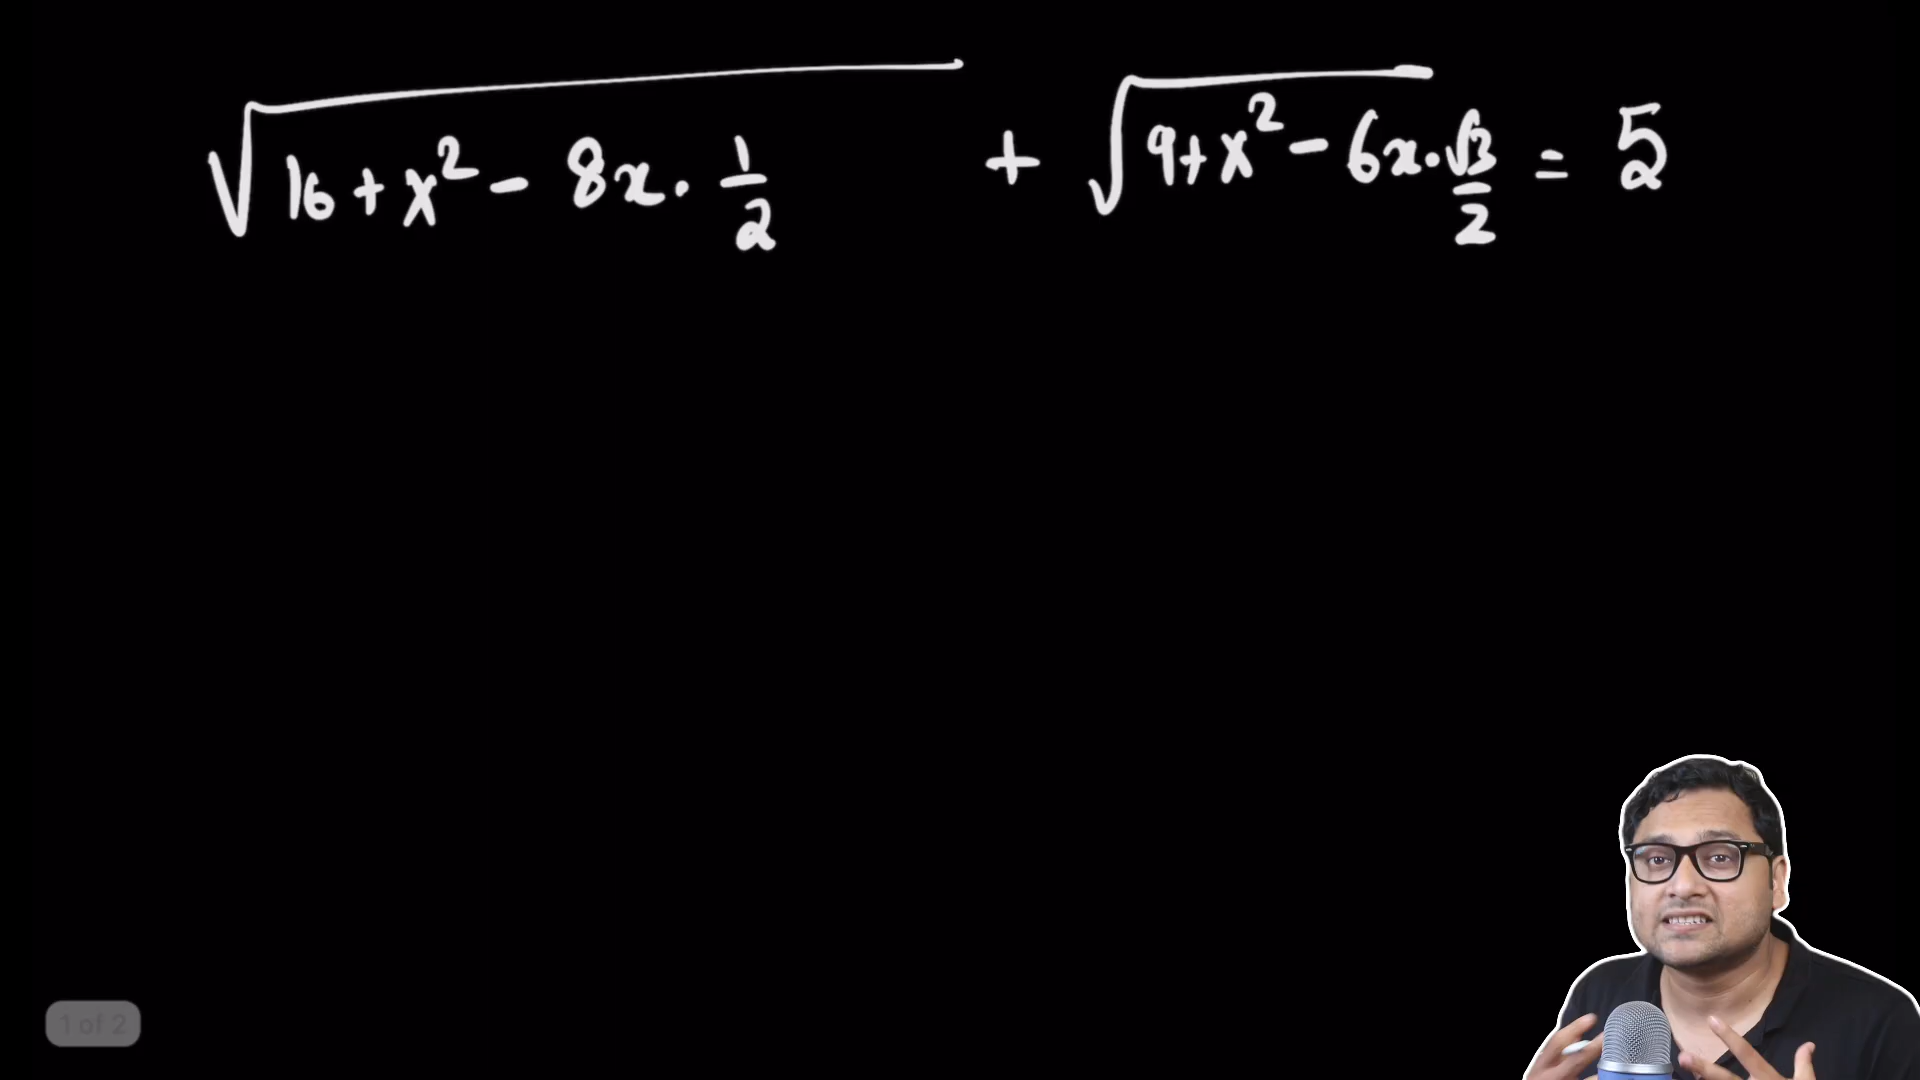 √16 + x² - 8x · 1/2 + √9 + x² - 6x · √3/2 = 5
1 of 2